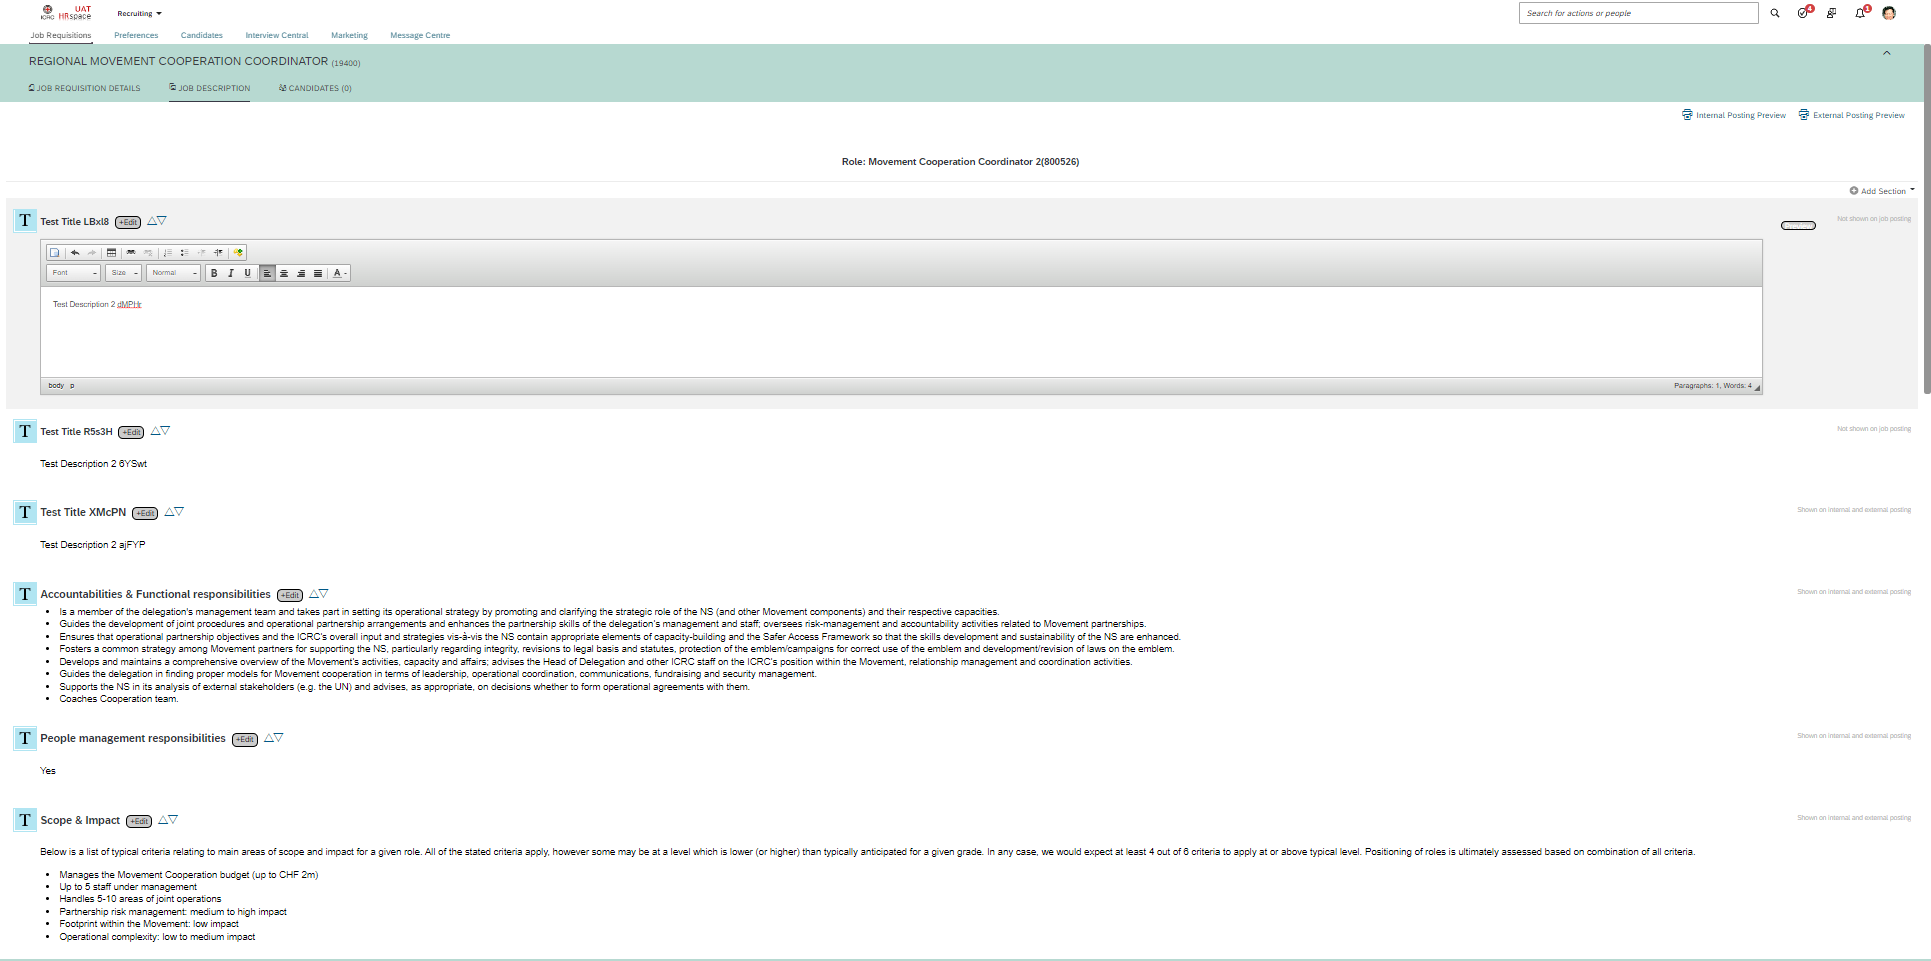 ICRC UAT HRspace
Recruiting
Search for actions or people
4
1
Job Requisitions Preferences Candidates Interview Central Marketing Message Centre
REGIONAL MOVEMENT COOPERATION COORDINATOR (19400)
JOB REQUISITION DETAILS JOB DESCRIPTION CANDIDATES (0)
Internal Posting Preview External Posting Preview
Role: Movement Cooperation Coordinator 2(800526)
Add Section
T Test Title LBxl8 +Edit
Not shown on job posting
Font Size Normal B I U A
Test Description 2 dMPHr
body p
Paragraphs: 1, Words: 4
T Test Title R5s3H +Edit
Not shown on job posting
Test Description 2 6YSwt
T Test Title XMcPN +Edit
Shown on internal and external posting
Test Description 2 ajFYP
T Accountabilities & Functional responsibilities +Edit
Shown on internal and external posting
• Is a member of the delegation's management team and takes part in setting its operational strategy by promoting and clarifying the strategic role of the NS (and other Movement components) and their respective capacities.
• Guides the development of joint procedures and operational partnership arrangements and enhances the partnership skills of the delegation's management and staff; oversees risk-management and accountability activities related to Movement partnerships.
• Ensures that operational partnership objectives and the ICRC's overall input and strategies vis-à-vis the NS contain appropriate elements of capacity-building and the Safer Access Framework so that the skills development and sustainability of the NS are enhanced.
• Fosters a common strategy among Movement partners for supporting the NS, particularly regarding integrity, revisions to legal basis and statutes, protection of the emblem/campaigns for correct use of the emblem and development/revision of laws on the emblem.
• Develops and maintains a comprehensive overview of the Movement's activities, capacity and affairs; advises the Head of Delegation and other ICRC staff on the ICRC's position within the Movement, relationship management and coordination activities.
• Guides the delegation in finding proper models for Movement cooperation in terms of leadership, operational coordination, communications, fundraising and security management.
• Supports the NS in its analysis of external stakeholders (e.g. the UN) and advises, as appropriate, on decisions whether to form operational agreements with them.
• Coaches Cooperation team.
T People management responsibilities +Edit
Shown on internal and external posting
Yes
T Scope & Impact +Edit
Shown on internal and external posting
Below is a list of typical criteria relating to main areas of scope and impact for a given role. All of the stated criteria apply, however some may be at a level which is lower (or higher) than typically anticipated for a given grade. In any case, we would expect at least 4 out of 6 criteria to apply at or above typical level. Positioning of roles is ultimately assessed based on combination of all criteria.
• Manages the Movement Cooperation budget (up to CHF 2m)
• Up to 5 staff under management
• Handles 5-10 areas of joint operations
• Partnership risk management: medium to high impact
• Footprint within the Movement: low impact
• Operational complexity: low to medium impact